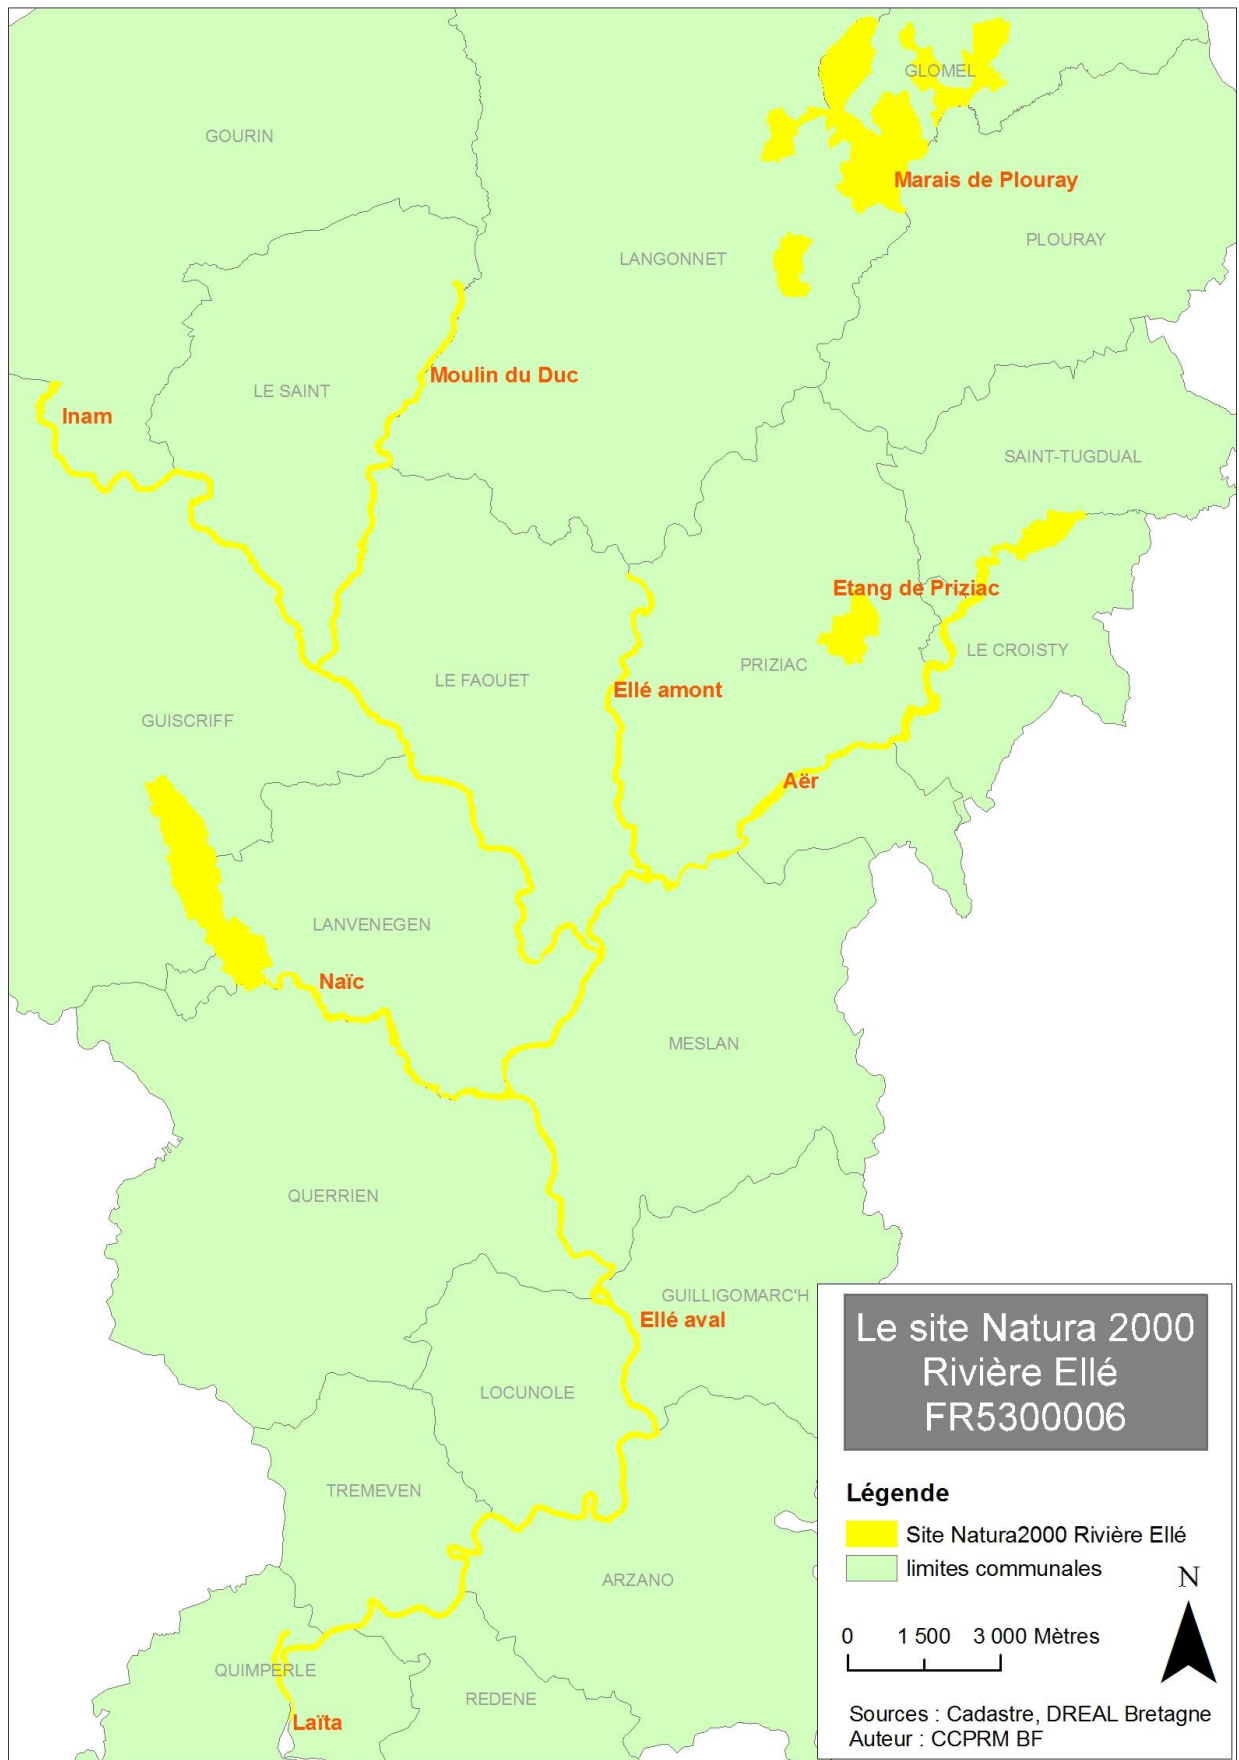 GLOMEL
GOURIN
Marais de Plouray
PLOURAY
LANGONNET
Moulin du Duc
LE SAINT
Inam
SAINT-TUGDUAL
Etang de Priziac
LE CROISTY
PRIZIAC
LE FAOUET
Ellé amont
GUISCRIFF
Aër
LANVENEGEN
Naïc
MESLAN
QUERRIEN
GUILLIGOMARC'H
Ellé aval
LOCUNOLE
TREMEVEN
ARZANO
QUIMPERLE
REDENE
Laïta
Le site Natura 2000
Rivière Ellé
FR5300006
Légende
Site Natura2000 Rivière Ellé
limites communales
N
0 1 500 3 000 Mètres
Sources : Cadastre, DREAL Bretagne
Auteur : CCPRM BF